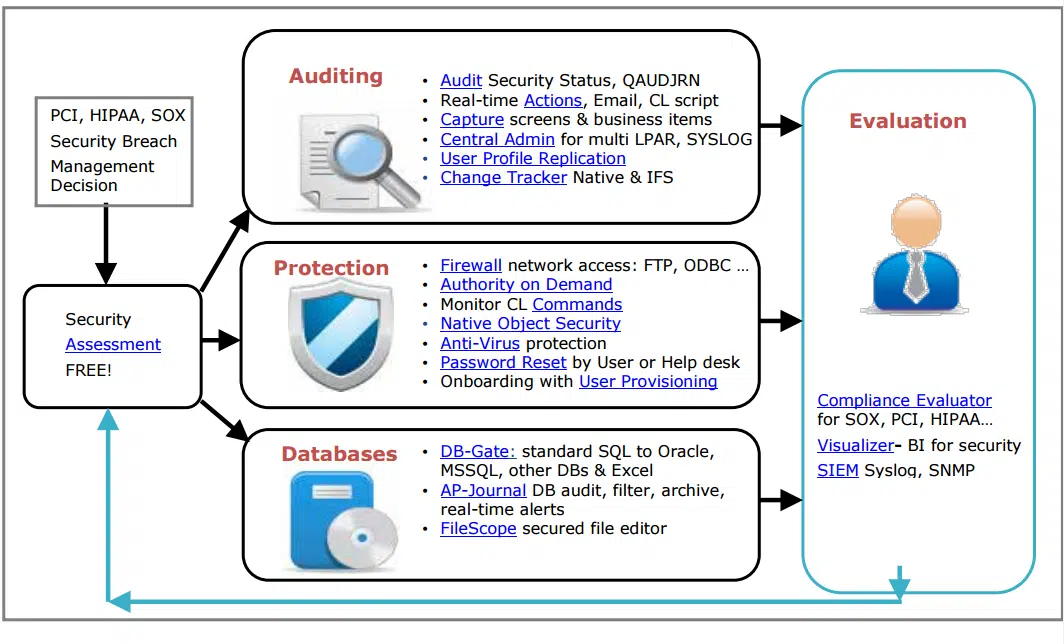 PCI, HIPAA, SOX
Security Breach
Management
Decision
Security
Assessment
FREE!
Auditing
• Audit Security Status, QAUDJRN
• Real-time Actions, Email, CL script
• Capture screens & business items
• Central Admin for multi LPAR, SYSLOG
• User Profile Replication
• Change Tracker Native & IFS
Protection
• Firewall network access: FTP, ODBC …
• Authority on Demand
• Monitor CL Commands
• Native Object Security
• Anti-Virus protection
• Password Reset by User or Help desk
• Onboarding with User Provisioning
Databases
• DB-Gate: standard SQL to Oracle,
MSSQL, other DBs & Excel
• AP-Journal DB audit, filter, archive,
real-time alerts
• FileScope secured file editor
Evaluation
Compliance Evaluator
for SOX, PCI, HIPAA…
Visualizer- BI for security
SIEM Syslog, SNMP